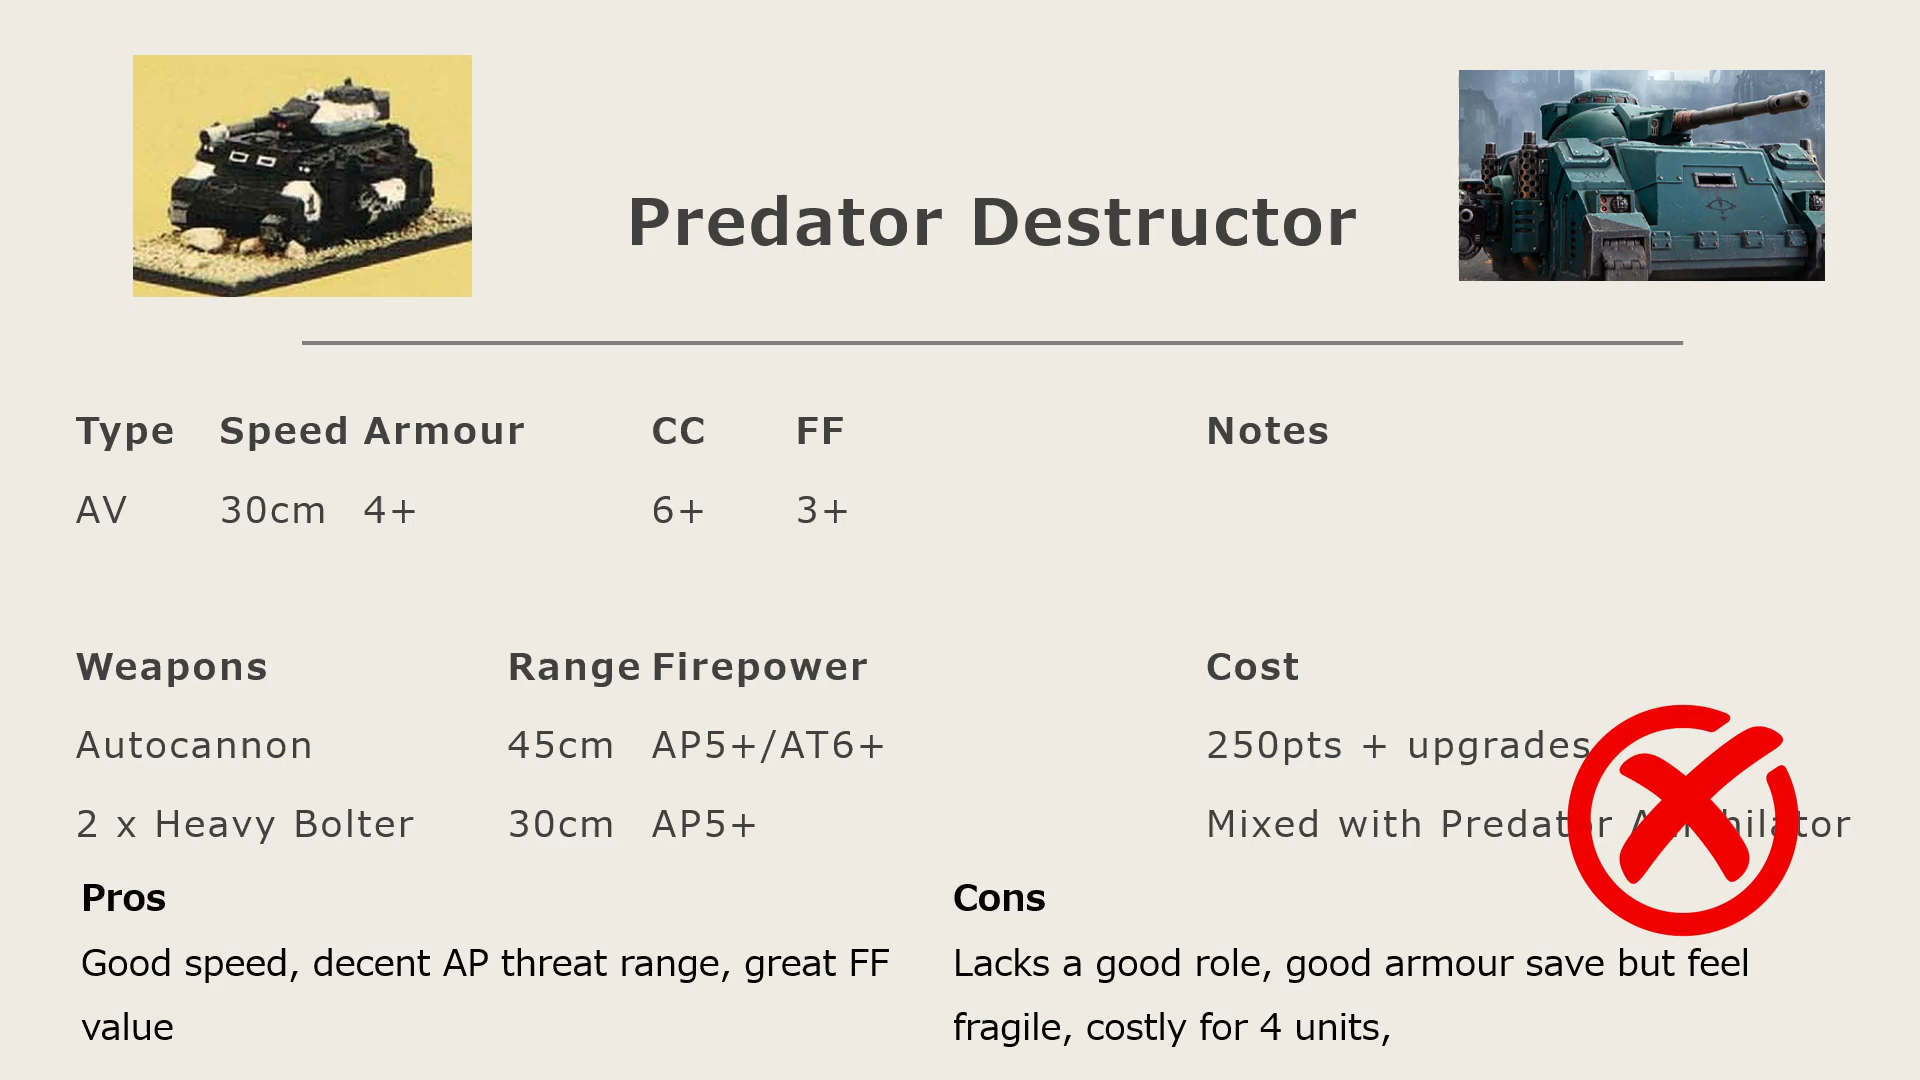 Predator Destructor
Type Speed Armour CC FF Notes
AV 30cm 4+ 6+ 3+
Weapons Range Firepower Cost
Autocannon 45cm AP5+/AT6+ 250pts + upgrades
2 x Heavy Bolter 30cm AP5+ Mixed with Predator Annihilator
Pros Cons
Good speed, decent AP threat range, great FF
value
Lacks a good role, good armour save but feel
fragile, costly for 4 units,